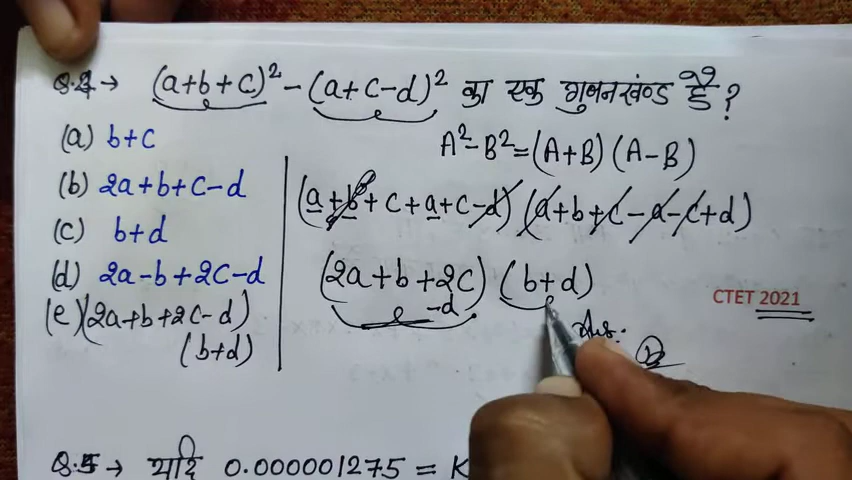 Q.4→ (a+b+c)² − (a+c−d)² का एक गुणनखण्ड है?
(a) b+c
A²−B²=(A+B)(A−B)
(b) 2a+b+c−d
(a+b+c+a+c−d) (a+b+c−a−c+d)
(c) b+d
(d) 2a−b+2c−d
(2a+b+2c−d) (b+d)
CTET 2021
(e) (2a+b+2c−d)
(b+d)
Ans:
Q.5→ यदि 0.000001275 = K